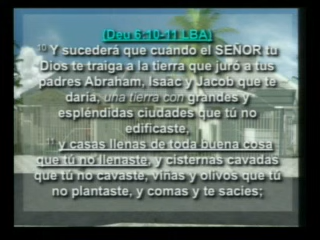 (Deu 6:10-11 LBA)
10 Y sucederá que cuando el SEÑOR tu
Dios te traiga a la tierra que juró a tus
padres Abraham, Isaac y Jacob que te
daría, una tierra con grandes y
espléndidas ciudades que tú no
edificaste,
11 y casas llenas de toda buena cosa
que tú no llenaste, y cisternas cavadas
que tú no cavaste, viñas y olivos que tú
no plantaste, y comas y te sacies;